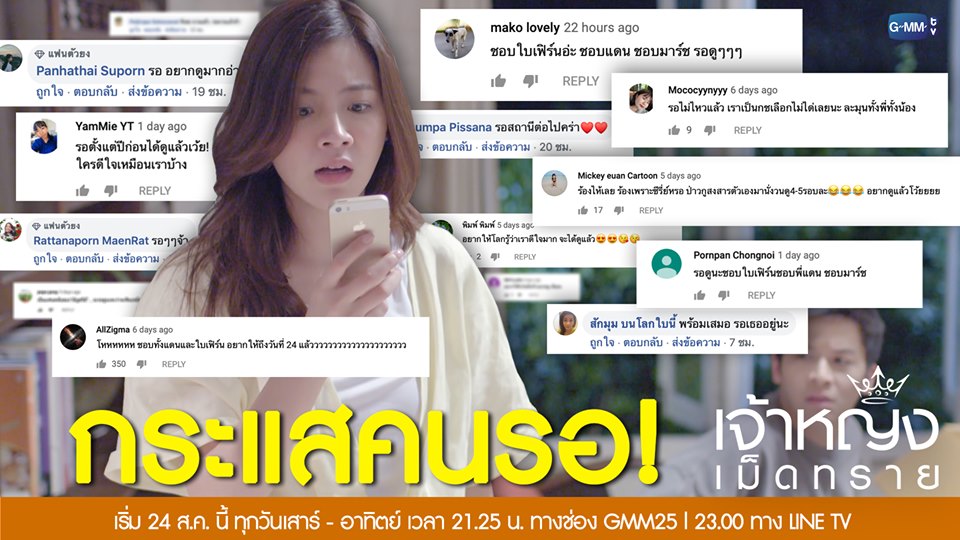 GMM tv
mako lovely 22 hours ago
ชอบใบเฟิร์นอ่ะ ชอบแดน ชอบมาร์ช รอดูๆๆๆ
REPLY
แฟนตัวยง
Panhathai Suporn รอ อยากดูมากอ่า
ถูกใจ · ตอบกลับ · ส่งข้อความ · 19 ชม.
Mococyynyyy 6 days ago
รอไม่ไหวแล้ว เราเป็นกชเลือกไม่ได้เลยนะ ละมุนทั้งพี่ทั้งน้อง
9 REPLY
YamMie YT 1 day ago
รอตั้งแต่ปีก่อนได้ดูแล้วเว้ย!
ใครดีใจเหมือนเราบ้าง
REPLY
umpa Pissana รอสถานีต่อไปคร่า❤❤
ตอบกลับ · ส่งข้อความ · 20 ชม.
Mickey euan Cartoon 5 days ago
ร้องไห้เลย ร้องเพราะซีรี่ย์หรอ ป่าวกูสงสารตัวเองมานั่งวนดู4-5รอบละ😂😂😂 อยากดูแล้วโว้ยยยย
17 REPLY
แฟนตัวยง
Rattanaporn MaenRat รอๆๆจ้า
ถูกใจ · ตอบกลับ · ส่งข้อความ
พิมพ์ พิมพ์ 5 days
อยากให้โลกรู้ว่าเราดีใจมาก จะได้ดูแล้ว😍😍😘😘
2 REPLY
Pornpan Chongnoi 1 day ago
รอดูนะชอบใบเฟิร์นชอบพี่แดน ชอบมาร์ช
REPLY
AllZigma 6 days ago
โหหหหหห ชอบทั้งแดนและใบเฟิร์น อยากให้ถึงวันที่ 24 แล้วววววววววววววววววววว
350 REPLY
สักมุม บนโลกใบนี้ พร้อมเสมอ รอเธออยู่นะ
ถูกใจ · ตอบกลับ · ส่งข้อความ · 7 ชม.
กระแสคนรอ!
เจ้าหญิง
เม็ดทราย
เริ่ม 24 ส.ค. นี้ ทุกวันเสาร์ - อาทิตย์ เวลา 21.25 น. ทางช่อง GMM25 | 23.00 ทาง LINE TV